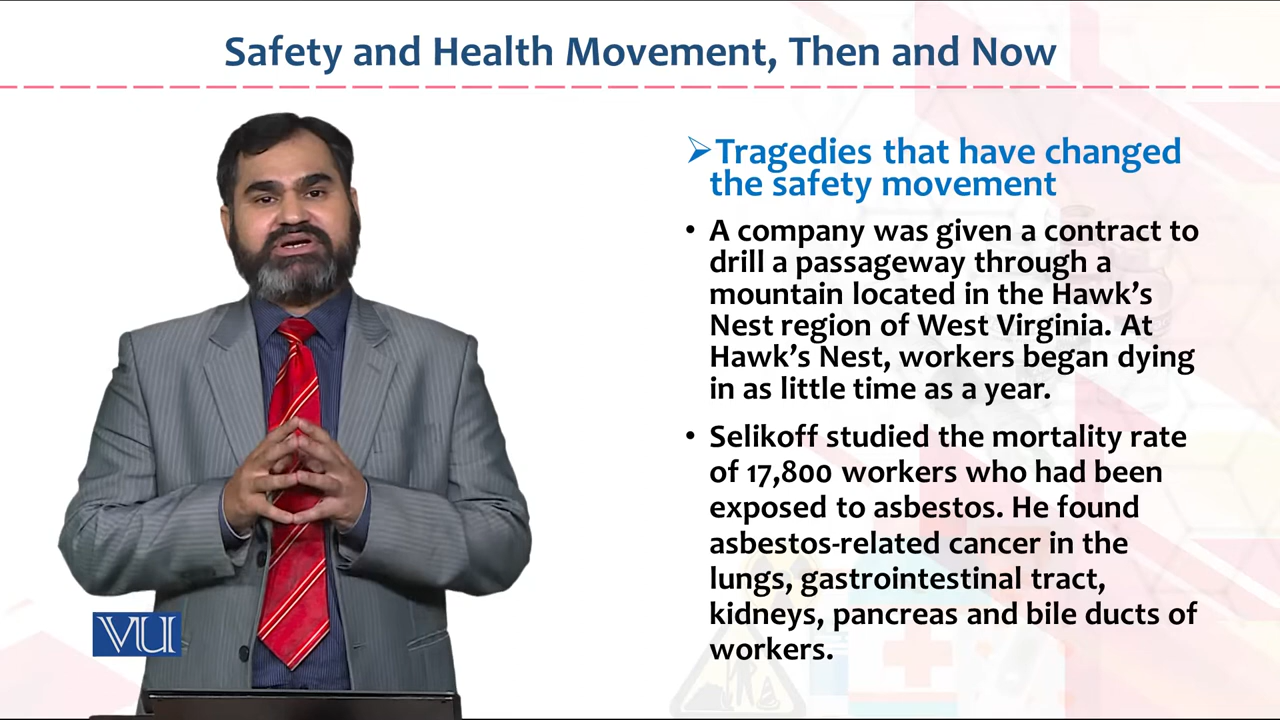 Safety and Health Movement, Then and Now
➢Tragedies that have changed
the safety movement
• A company was given a contract to
drill a passageway through a
mountain located in the Hawk’s
Nest region of West Virginia. At
Hawk’s Nest, workers began dying
in as little time as a year.
• Selikoff studied the mortality rate
of 17,800 workers who had been
exposed to asbestos. He found
asbestos-related cancer in the
lungs, gastrointestinal tract,
kidneys, pancreas and bile ducts of
workers.
VU